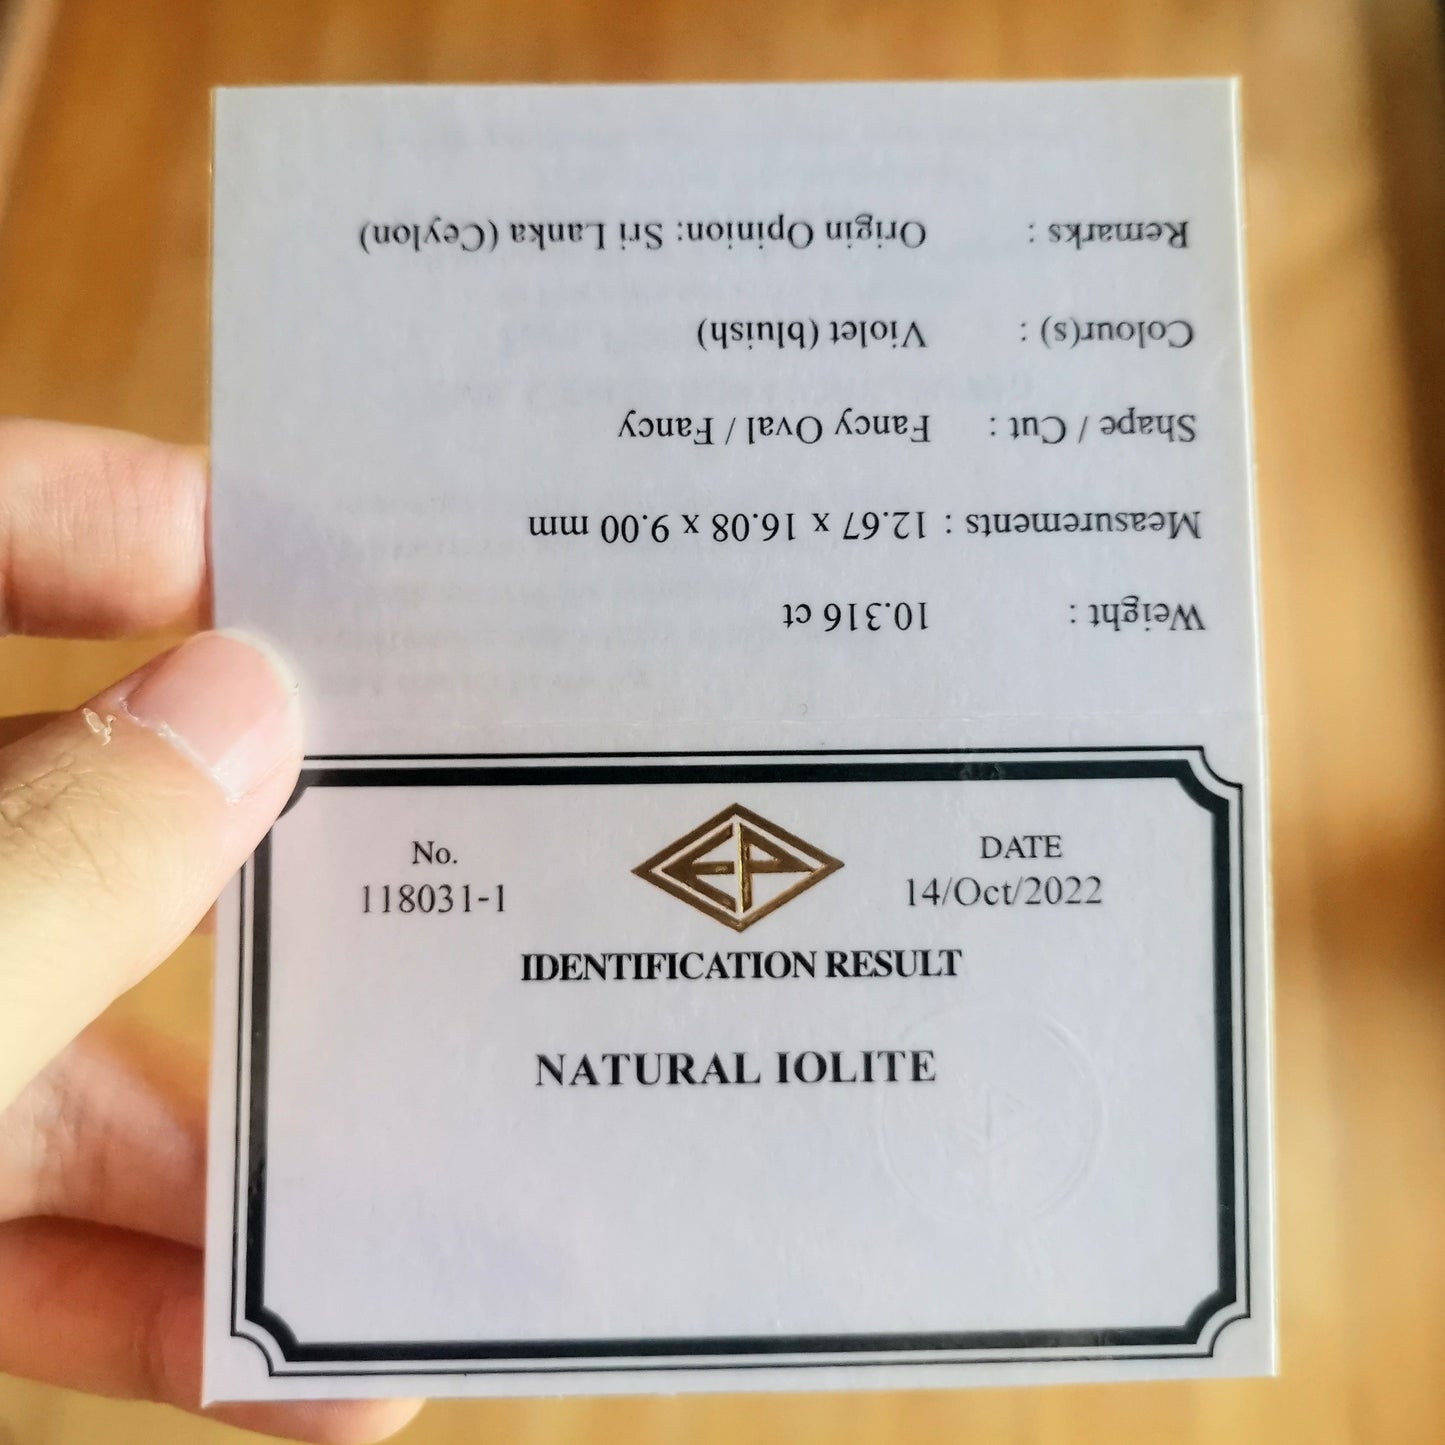 Weight : 10.316 ct
Measurements : 12.67 x 16.08 x 9.00 mm
Shape / Cut : Fancy Oval / Fancy
Colour(s) : Violet (bluish)
Remarks : Origin Opinion: Sri Lanka (Ceylon)
No.
118031-1
EP
DATE
14/Oct/2022
IDENTIFICATION RESULT
NATURAL IOLITE